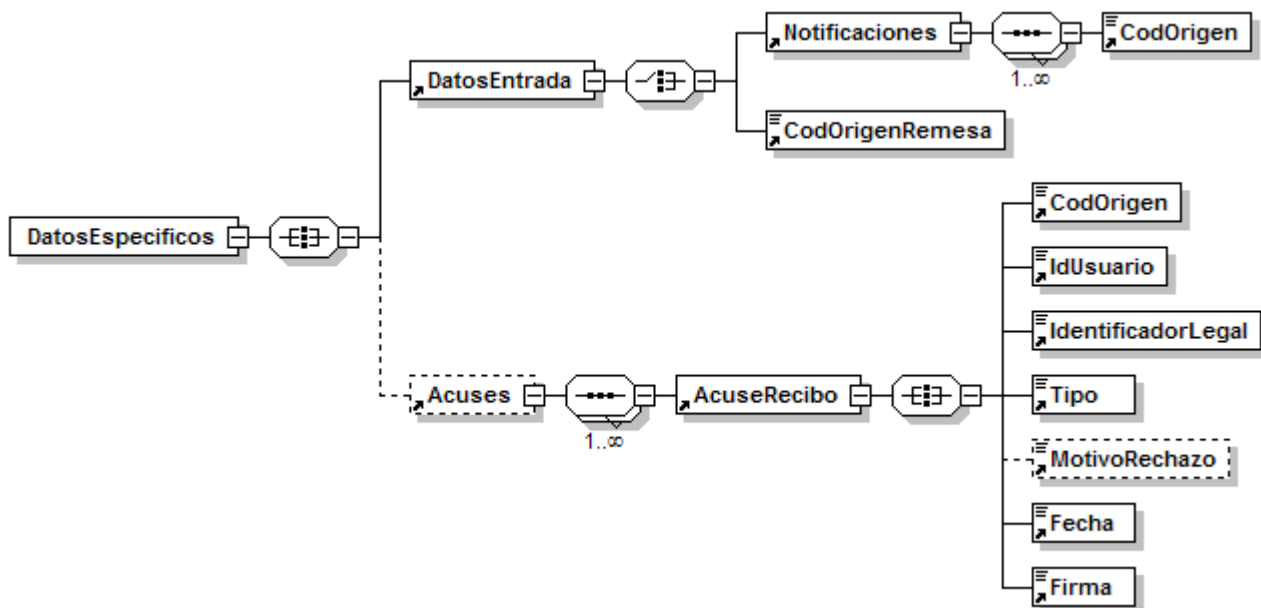 Notificaciones
CodOrigen
1..∞
DatosEntrada
CodOrigenRemesa
DatosEspecificos
CodOrigen
IdUsuario
IdentificadorLegal
Acuses
1..∞
AcuseRecibo
Tipo
MotivoRechazo
Fecha
Firma